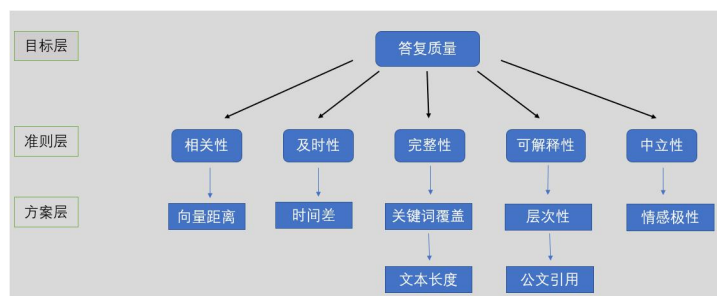 目标层
答复质量
准则层
相关性
及时性
完整性
可解释性
中立性
方案层
向量距离
时间差
关键词覆盖
层次性
情感极性
文本长度
公文引用